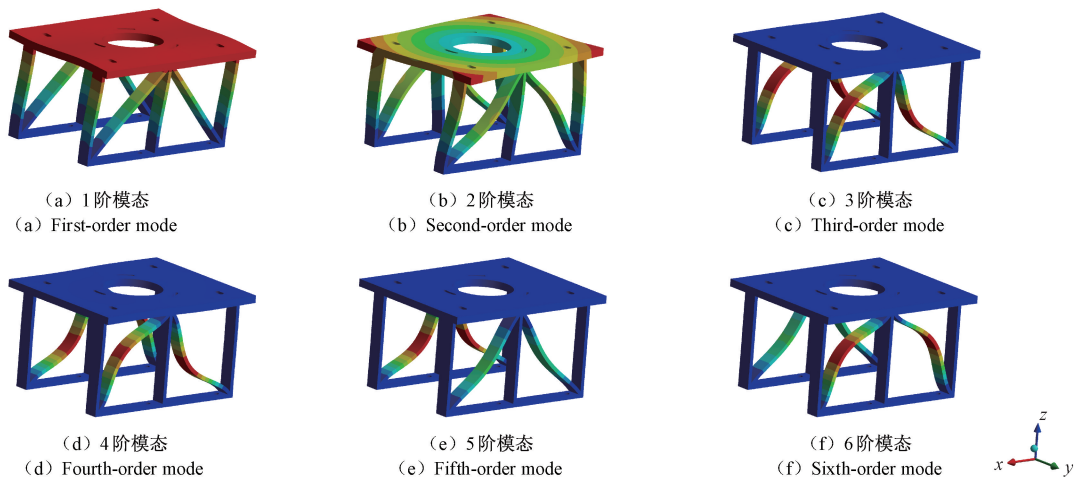 （a）1阶模态
（a）First-order mode
（b）2阶模态
（b）Second-order mode
（c）3阶模态
（c）Third-order mode
（d）4阶模态
（d）Fourth-order mode
（e）5阶模态
（e）Fifth-order mode
（f）6阶模态
（f）Sixth-order mode
z
x
y